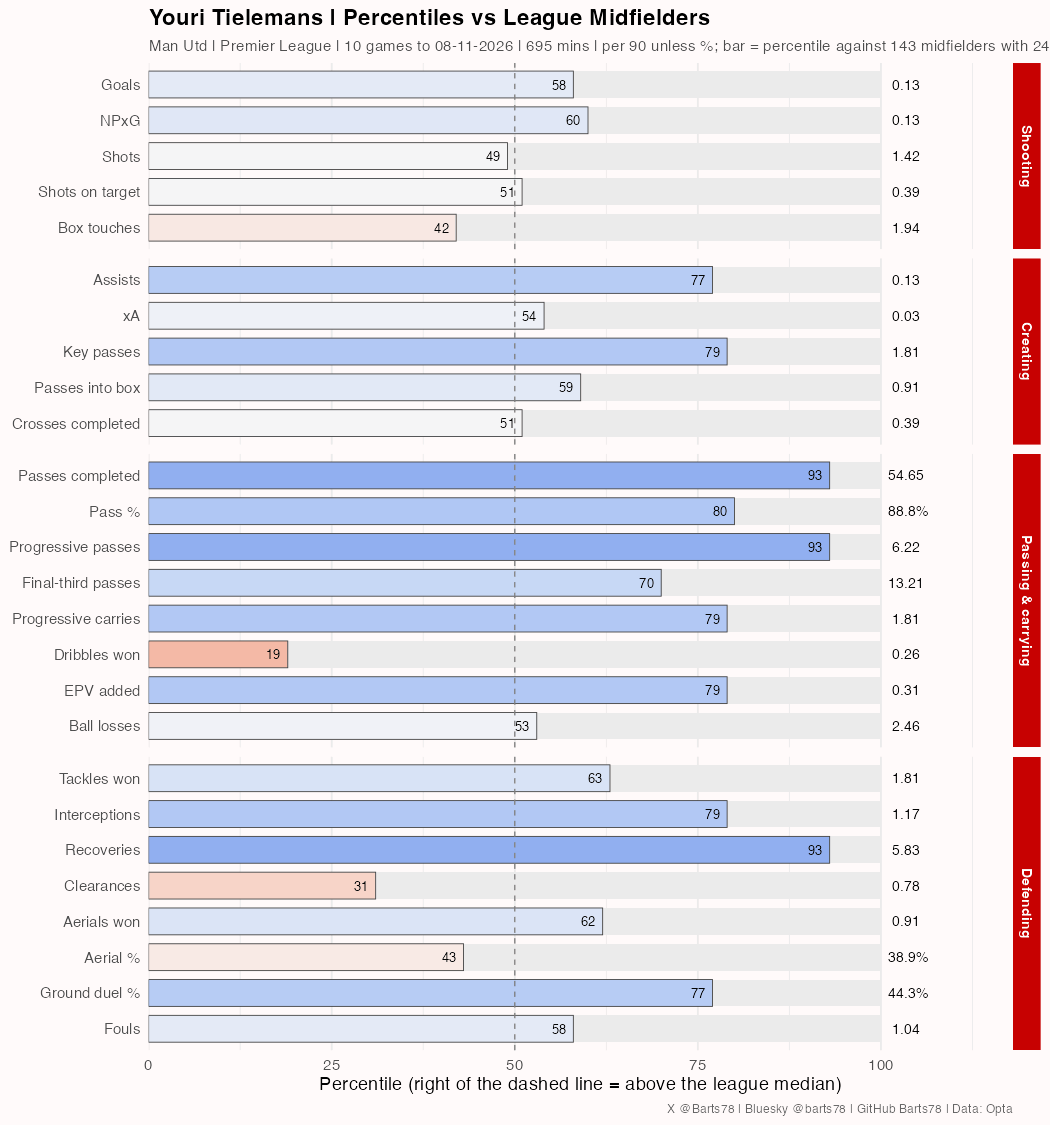 Youri Tielemans | Percentiles vs League Midfielders
Man Utd | Premier League | 10 games to 08-11-2026 | 695 mins | per 90 unless %; bar = percentile against 143 midfielders with 24
Goals 58 0.13
NPxG 60 0.13
Shots 49 1.42
Shots on target 51 0.39
Box touches 42 1.94
Shooting
Assists 77 0.13
xA 54 0.03
Key passes 79 1.81
Passes into box 59 0.91
Crosses completed 51 0.39
Creating
Passes completed 93 54.65
Pass % 80 88.8%
Progressive passes 93 6.22
Final-third passes 70 13.21
Progressive carries 79 1.81
Dribbles won 19 0.26
EPV added 79 0.31
Ball losses 53 2.46
Passing & carrying
Tackles won 63 1.81
Interceptions 79 1.17
Recoveries 93 5.83
Clearances 31 0.78
Aerials won 62 0.91
Aerial % 43 38.9%
Ground duel % 77 44.3%
Fouls 58 1.04
Defending
0 25 50 75 100
Percentile (right of the dashed line = above the league median)
X @Barts78 | Bluesky @barts78 | GitHub Barts78 | Data: Opta